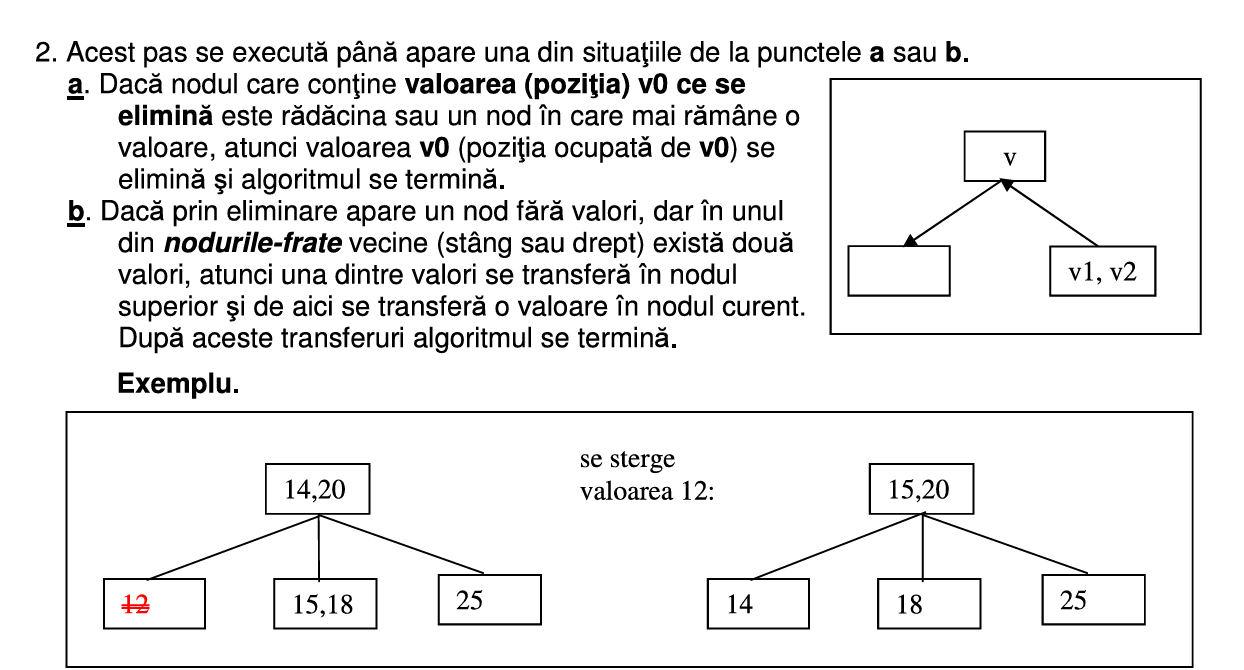 2. Acest pas se execută până apare una din situaţiile de la punctele a sau b.
a. Dacă nodul care conţine valoarea (poziţia) v0 ce se
elimină este rădăcina sau un nod în care mai rămâne o
valoare, atunci valoarea v0 (poziţia ocupată de v0) se
elimină şi algoritmul se termină.
b. Dacă prin eliminare apare un nod fără valori, dar în unul
din nodurile-frate vecine (stâng sau drept) există două
valori, atunci una dintre valori se transferă în nodul
superior şi de aici se transferă o valoare în nodul curent.
După aceste transferuri algoritmul se termină.
v
v1, v2
Exemplu.
14,20
12
15,18
25
se sterge
valoarea 12:
15,20
14
18
25